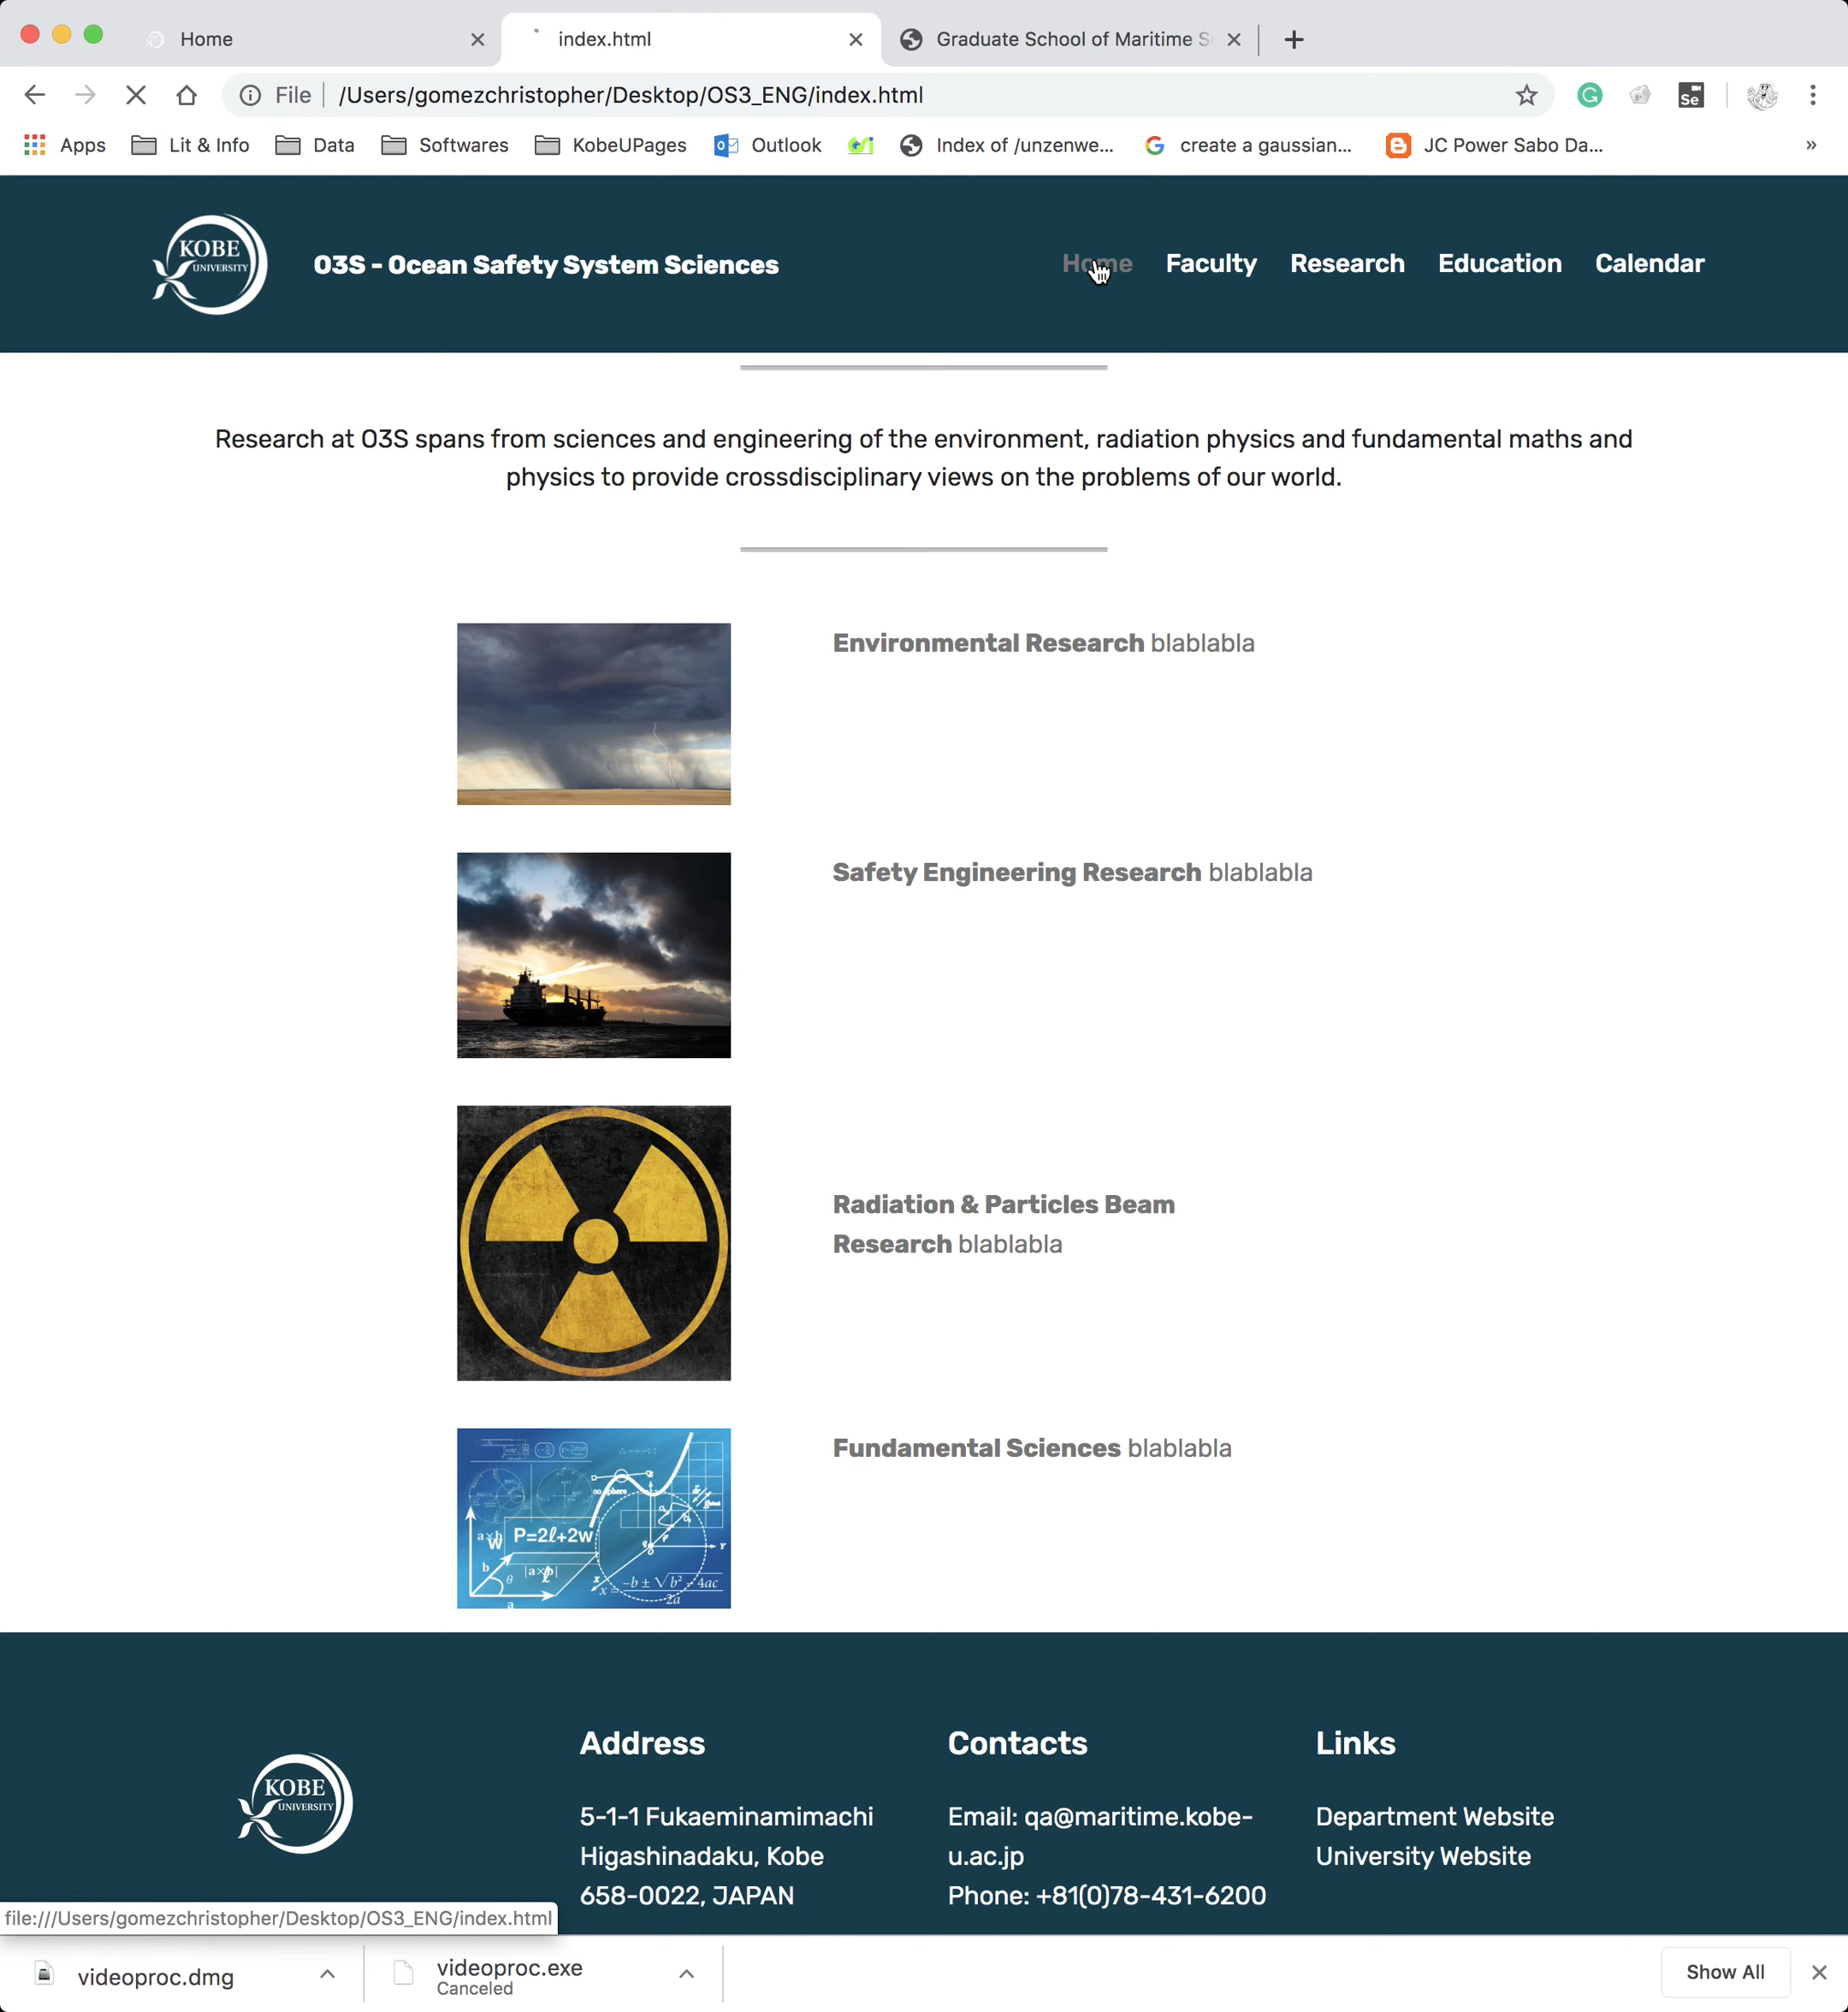 Home
index.html
Graduate School of Maritime S
File
/Users/gomezchristopher/Desktop/OS3_ENG/index.html
Se
Apps
Lit & Info
Data
Softwares
KobeUPages
Outlook
Index of /unzenwe...
create a gaussian...
JC Power Sabo Da...
»
KOBE
UNIVERSITY
O3S - Ocean Safety System Sciences
Home
Faculty
Research
Education
Calendar
Research at O3S spans from sciences and engineering of the environment, radiation physics and fundamental maths and
physics to provide crossdisciplinary views on the problems of our world.
Environmental Research blablabla
Safety Engineering Research blablabla
Radiation & Particles Beam
Research blablabla
Fundamental Sciences blablabla
P=2ℓ+2w
KOBE
UNIVERSITY
Address
5-1-1 Fukaeminamimachi
Higashinadaku, Kobe
658-0022, JAPAN
Contacts
Email: qa@maritime.kobe-
u.ac.jp
Phone: +81(0)78-431-6200
Links
Department Website
University Website
file:///Users/gomezchristopher/Desktop/OS3_ENG/index.html
videoproc.dmg
videoproc.exe
Canceled
Show All